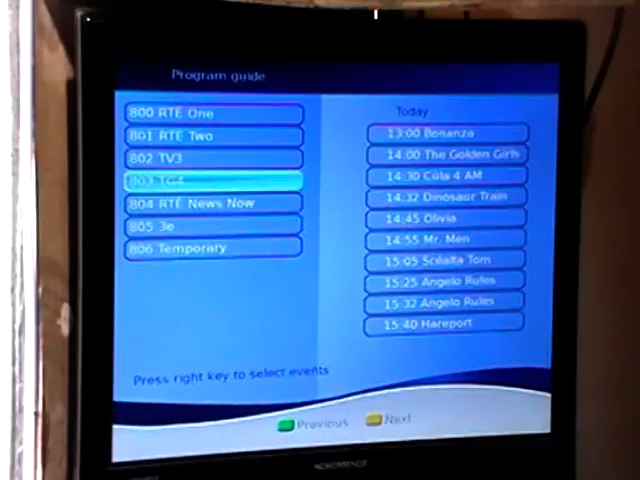 Program guide
800 RTE One
801 RTE Two
802 TV3
803 TG4
804 RTE News Now
805 3e
806 Temporary
Today
13:00 Bonanza
14:00 The Golden Girls
14:30 Cúla 4 AM
14:32 Dinosaur Train
14:45 Olivia
14:55 Mr. Men
15:05 Scéalta Tom
15:25 Angelo Rules
15:32 Angelo Rules
15:40 Hareport
Press right key to select events
Previous
Next